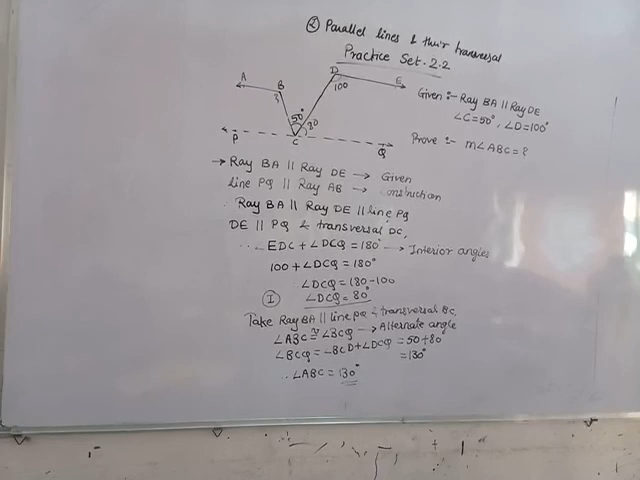 ② Parallel lines & their transversal
Practice Set. 2.2
A
B
D
E
100
50°
80
P
C
Q
Given :- Ray BA || Ray DE
∠C=50°, ∠D=100°
Prove :- m∠ABC=?
→ Ray BA || Ray DE → Given
Line PQ || Ray AB → Construction
Ray BA || Ray DE || line PQ
DE || PQ & transversal DC,
∴ ∠EDC + ∠DCQ = 180° → Interior angles
100 + ∠DCQ = 180°
∠DCQ = 180-100
Ⓘ ∠DCQ = 80°
Take Ray BA || line PQ & transversal BC,
∠ABC ≅ ∠BCQ → Alternate angle
∠BCQ = ∠BCD + ∠DCQ = 50+80
=130°
∴ ∠ABC = 130°